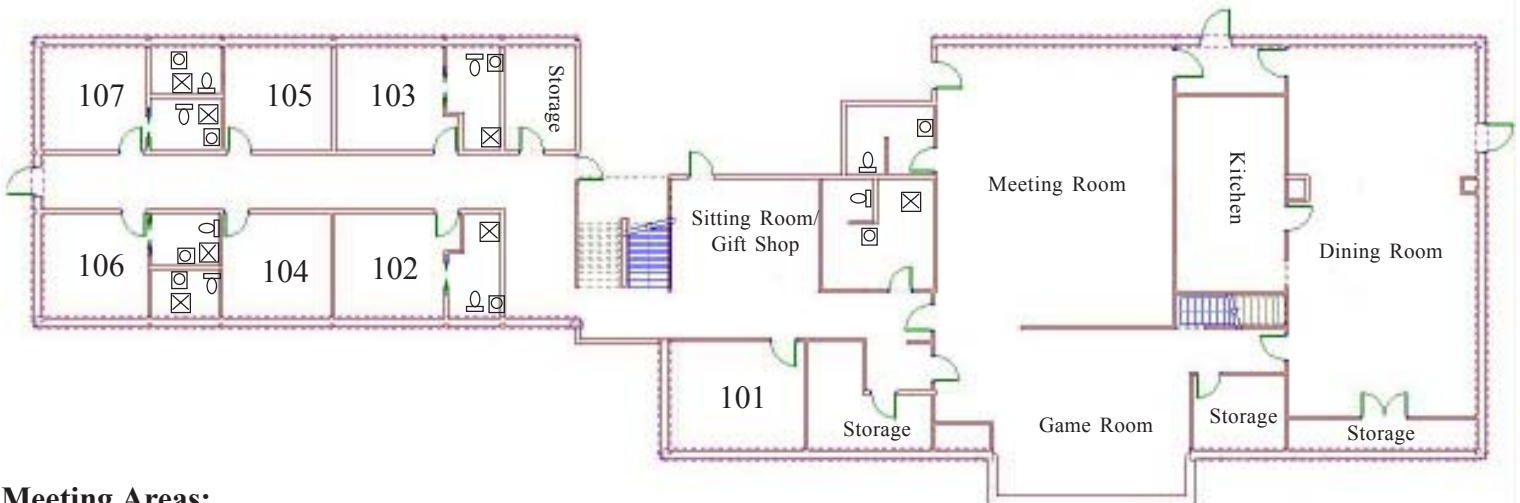 107
105
103
Storage
106
104
102
Sitting Room/
Gift Shop
101
Storage
Meeting Room
Kitchen
Dining Room
Game Room
Storage
Storage
Meeting Areas: